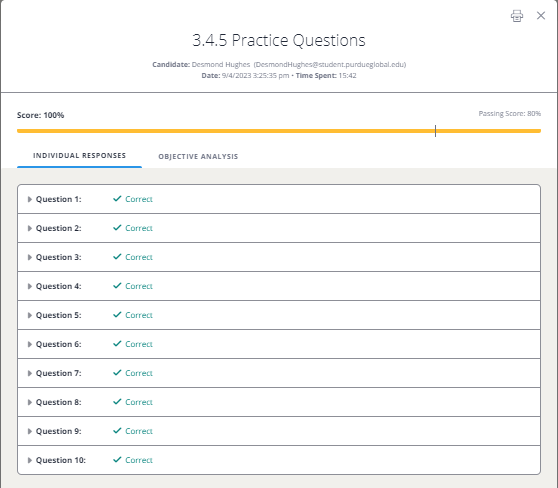 3.4.5 Practice Questions
Candidate: Desmond Hughes (DesmondHughes@student.purdueglobal.edu)
Date: 9/4/2023 3:25:35 pm • Time Spent: 15:42
Score: 100%
Passing Score: 80%
INDIVIDUAL RESPONSES OBJECTIVE ANALYSIS
Question 1: Correct
Question 2: Correct
Question 3: Correct
Question 4: Correct
Question 5: Correct
Question 6: Correct
Question 7: Correct
Question 8: Correct
Question 9: Correct
Question 10: Correct